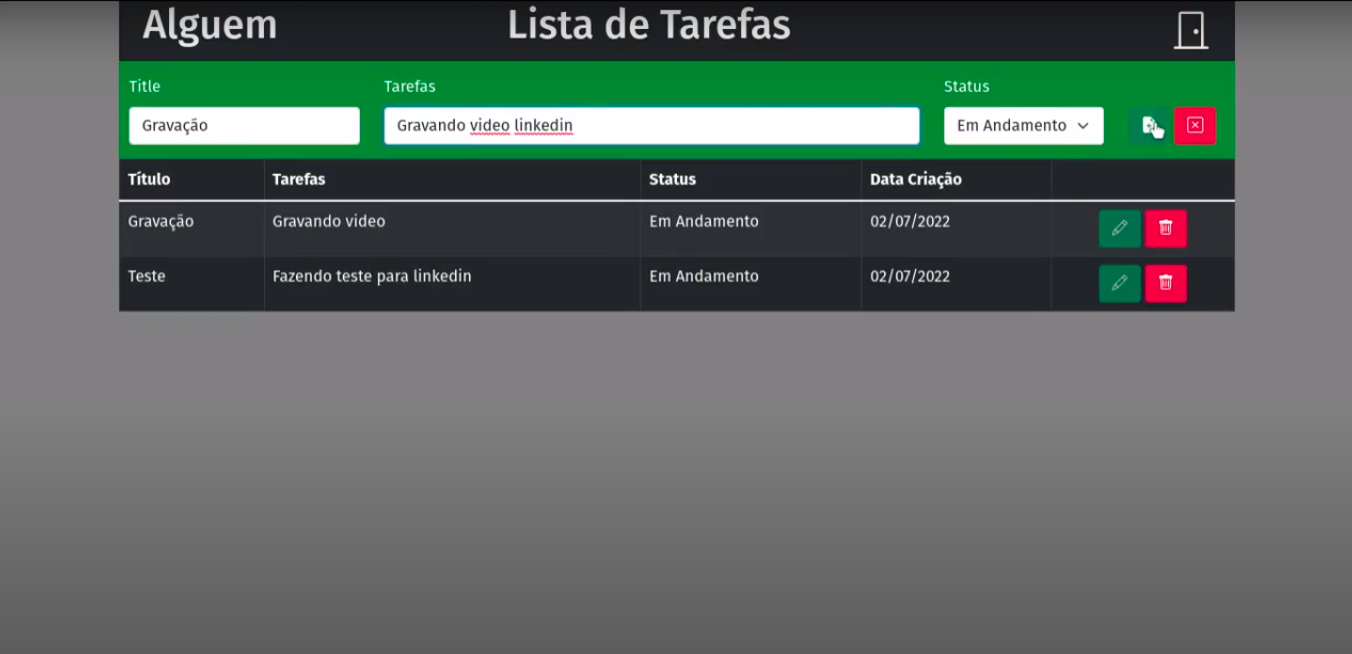 Alguem Lista de Tarefas
Title Tarefas Status
Gravação Gravando video linkedin Em Andamento
Título Tarefas Status Data Criação
Gravação Gravando video Em Andamento 02/07/2022
Teste Fazendo teste para linkedin Em Andamento 02/07/2022